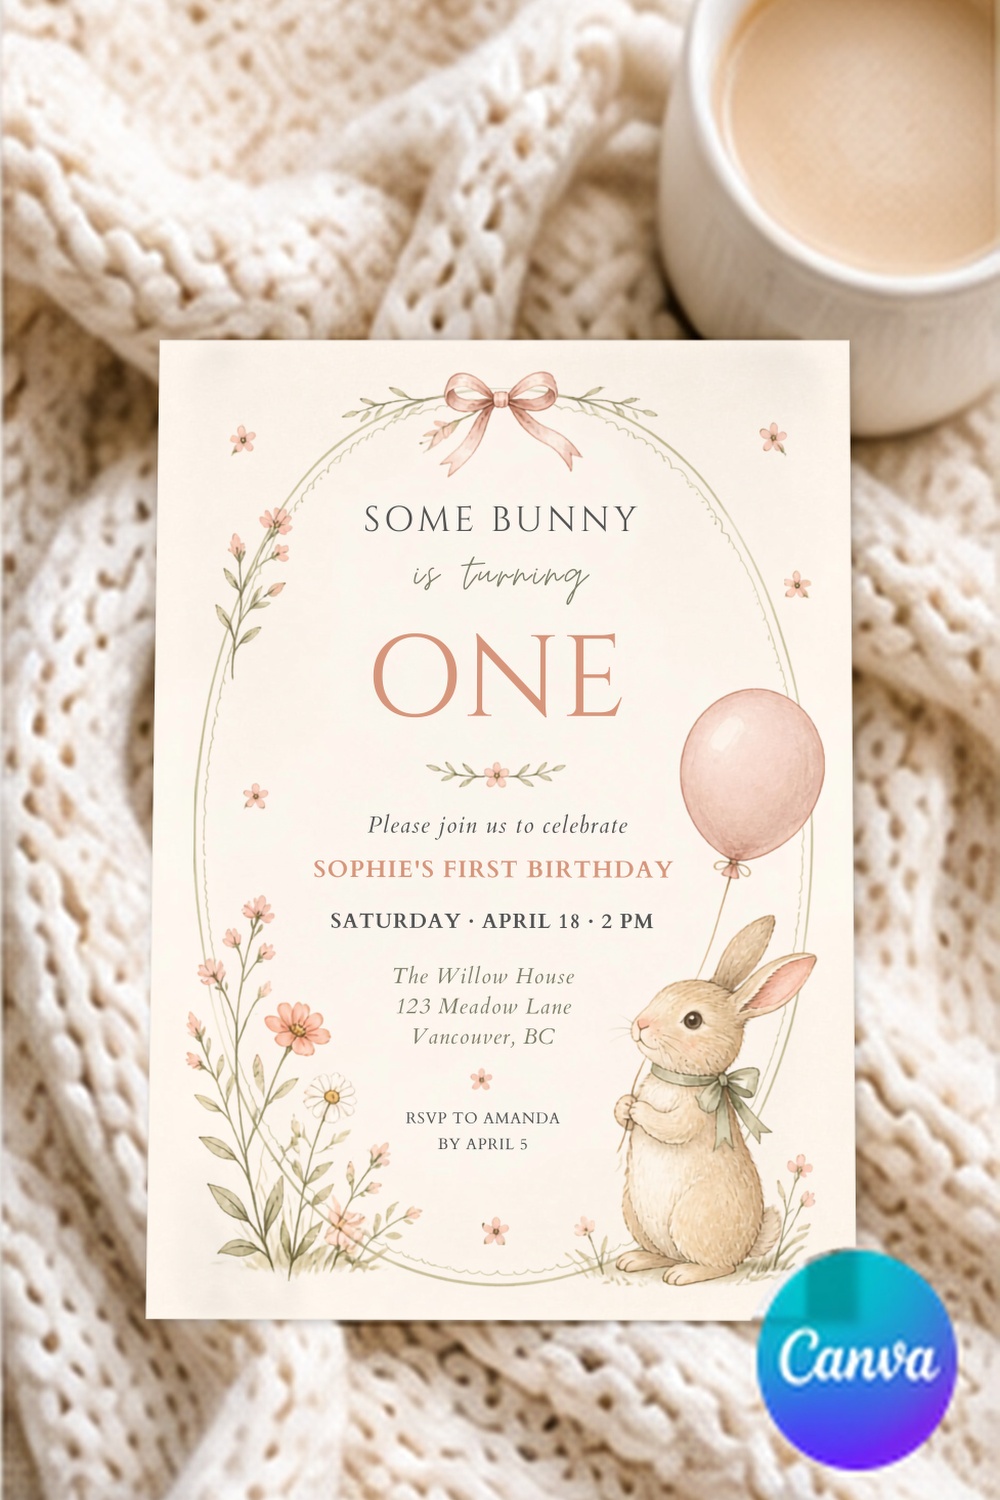 SOME BUNNY
is turning
ONE
Please join us to celebrate
SOPHIE'S FIRST BIRTHDAY
SATURDAY · APRIL 18 · 2 PM
The Willow House
123 Meadow Lane
Vancouver, BC
RSVP TO AMANDA
BY APRIL 5
Canva